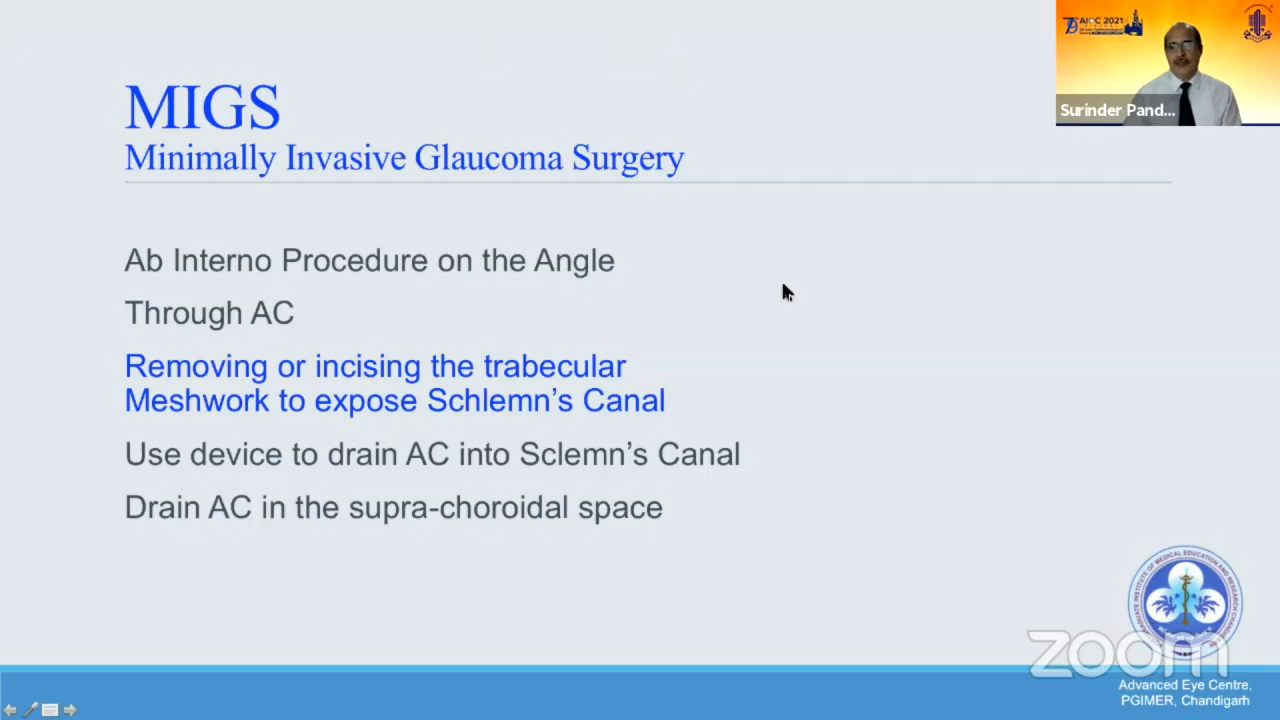 MIGS
Minimally Invasive Glaucoma Surgery
Ab Interno Procedure on the Angle
Through AC
Removing or incising the trabecular
Meshwork to expose Schlemn’s Canal
Use device to drain AC into Sclemn’s Canal
Drain AC in the supra-choroidal space
2021
Surinder Pand...
zoom
Advanced Eye Centre,
PGIMER, Chandigarh